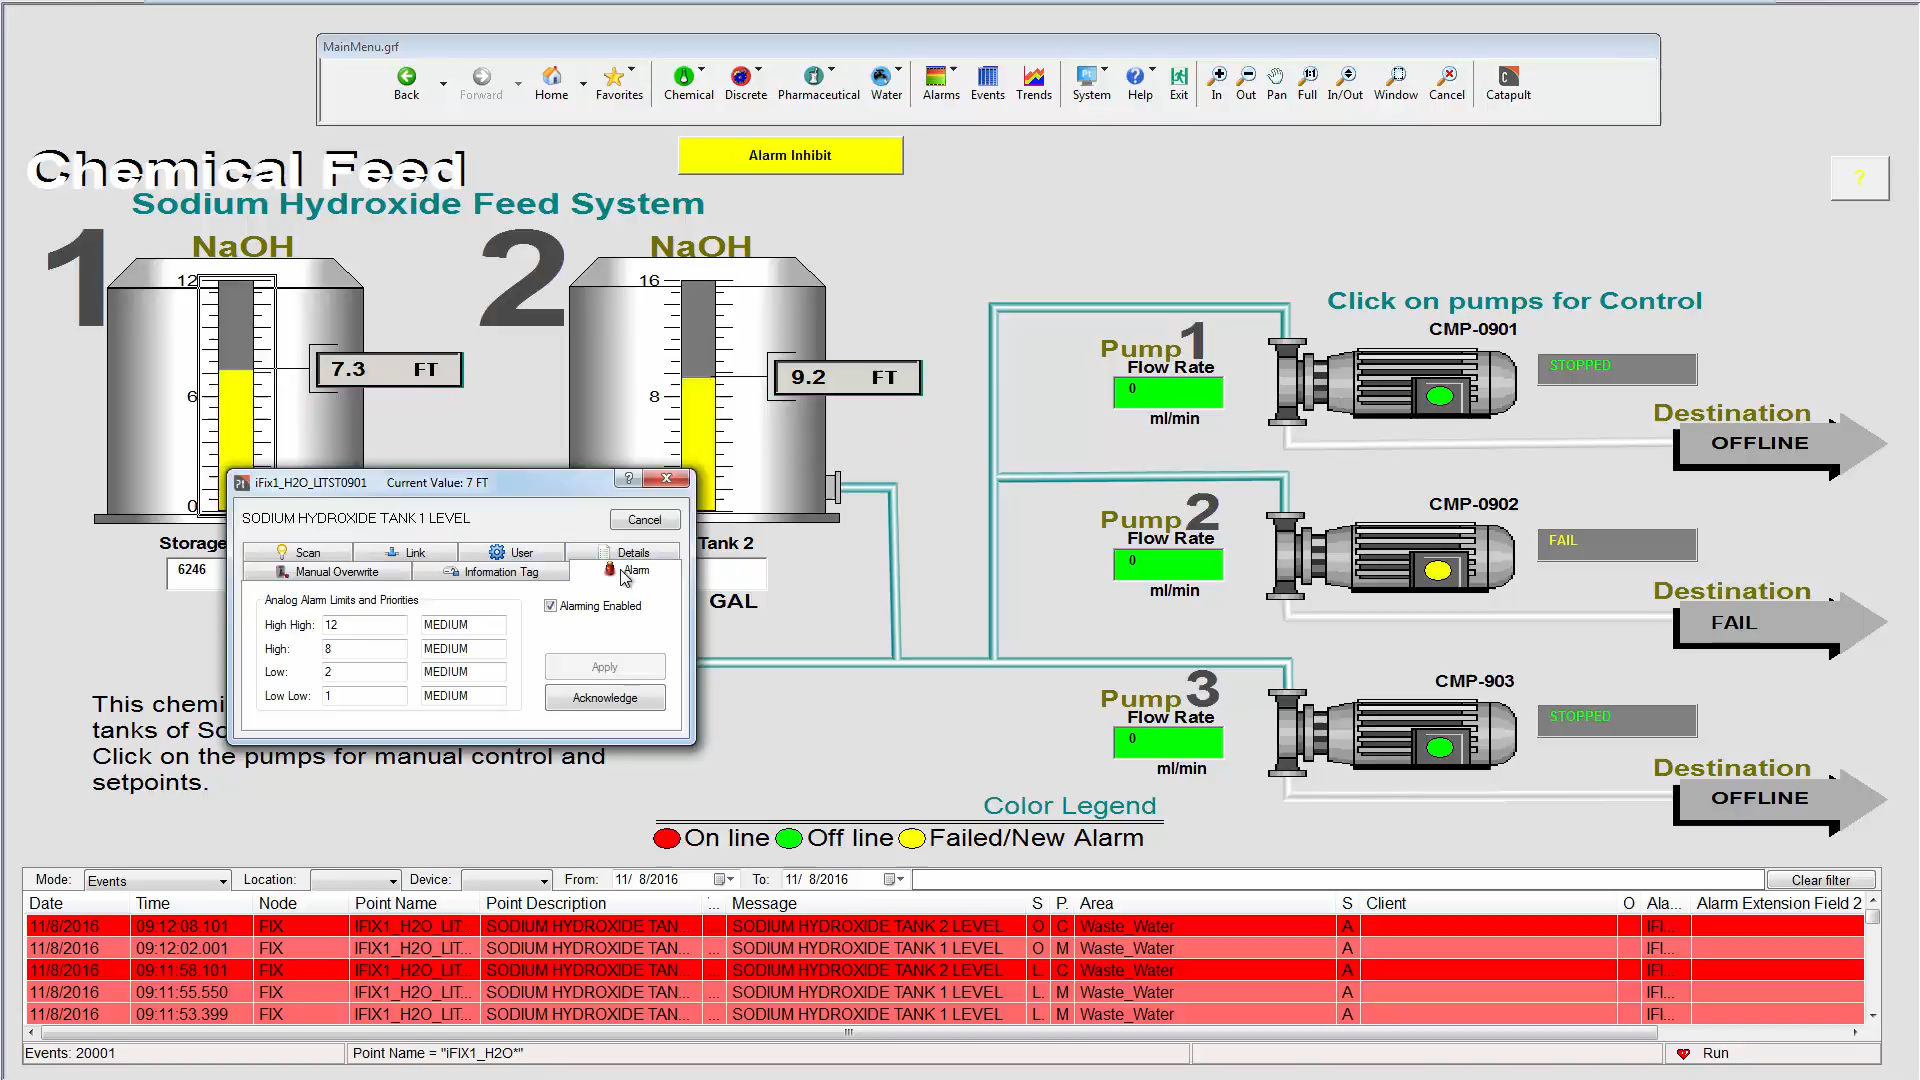 MainMenu.grf
Back Forward Home Favorites Chemical Discrete Pharmaceutical Water Alarms Events Trends System Help Exit In Out Pan Full In/Out Window Cancel Catapult
Alarm Inhibit
?
Chemical Feed
Sodium Hydroxide Feed System
1 NaOH
2 NaOH
12
6
0
7.3 FT
16
8
9.2 FT
Storage
6246
Tank 2
GAL
iFix1_H2O_LITST0901 Current Value: 7 FT
?
SODIUM HYDROXIDE TANK 1 LEVEL
Cancel
Scan Link User Details
Manual Overwrite Information Tag Alarm
Analog Alarm Limits and Priorities
Alarming Enabled
High High: 12 MEDIUM
High: 8 MEDIUM
Low: 2 MEDIUM
Low Low: 1 MEDIUM
Apply
Acknowledge
This chemi
tanks of So
Click on the pumps for manual control and
setpoints.
Click on pumps for Control
CMP-0901
Pump 1
Flow Rate
0
ml/min
STOPPED
Destination
OFFLINE
CMP-0902
Pump 2
Flow Rate
0
ml/min
FAIL
Destination
FAIL
CMP-903
Pump 3
Flow Rate
0
ml/min
STOPPED
Destination
OFFLINE
Color Legend
On line Off line Failed/New Alarm
Mode: Events Location: Device: From: 11/ 8/2016 To: 11/ 8/2016 Clear filter
Date Time Node Point Name Point Description ... Message S P. Area S Client O Ala... Alarm Extension Field 2
11/8/2016 09:12:08.101 FIX IFIX1_H2O_LIT... SODIUM HYDROXIDE TAN... ... SODIUM HYDROXIDE TANK 2 LEVEL O C Waste_Water A IFI...
11/8/2016 09:12:02.001 FIX IFIX1_H2O_LIT... SODIUM HYDROXIDE TAN... ... SODIUM HYDROXIDE TANK 1 LEVEL O M Waste_Water A IFI...
11/8/2016 09:11:58.101 FIX IFIX1_H2O_LIT... SODIUM HYDROXIDE TAN... ... SODIUM HYDROXIDE TANK 2 LEVEL L. C Waste_Water A IFI...
11/8/2016 09:11:55.550 FIX IFIX1_H2O_LIT... SODIUM HYDROXIDE TAN... ... SODIUM HYDROXIDE TANK 1 LEVEL L. M Waste_Water A IFI...
11/8/2016 09:11:53.399 FIX IFIX1_H2O_LIT... SODIUM HYDROXIDE TAN... ... SODIUM HYDROXIDE TANK 1 LEVEL L. M Waste_Water A IFI...
Events: 20001 Point Name = "iFIX1_H2O*" Run